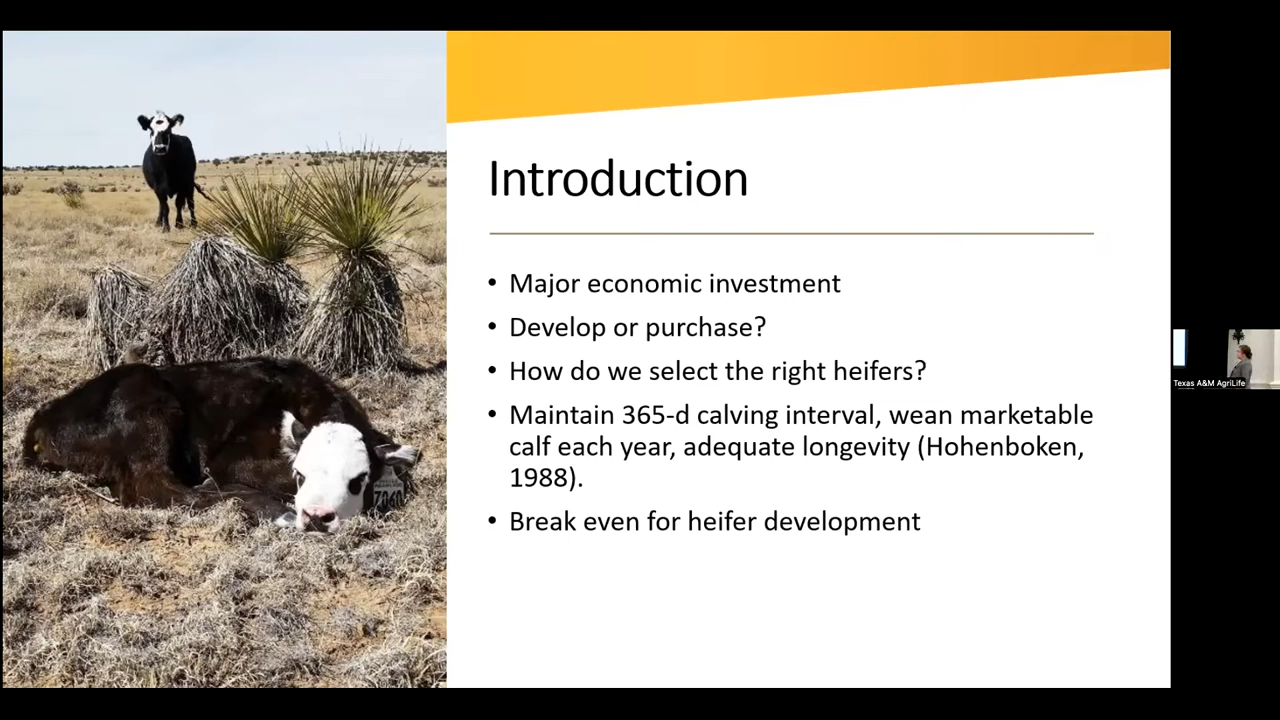 Introduction
• Major economic investment
• Develop or purchase?
• How do we select the right heifers?
• Maintain 365-d calving interval, wean marketable
calf each year, adequate longevity (Hohenboken,
1988).
• Break even for heifer development
Texas A&M AgriLife